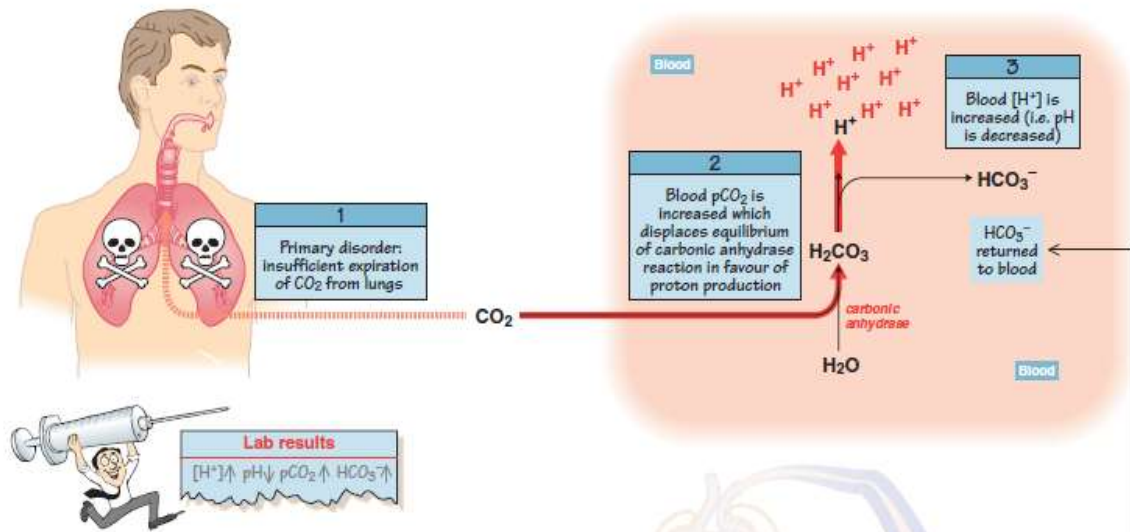 Blood
H⁺ H⁺ H⁺
H⁺ H⁺ H⁺
H⁺ H⁺ H⁺ H⁺
H⁺
3
Blood [H⁺] is
increased (i.e. pH
is decreased)
2
Blood pCO₂ is
increased which
displaces equilibrium
of carbonic anhydrase
reaction in favour of
proton production
HCO₃⁻
1
Primary disorder:
insufficient expiration
of CO₂ from lungs
H₂CO₃
HCO₃⁻
returned
to blood
CO₂
carbonic
anhydrase
H₂O
Blood
Lab results
[H⁺]↑ pH↓ pCO₂↑ HCO₃⁻↑